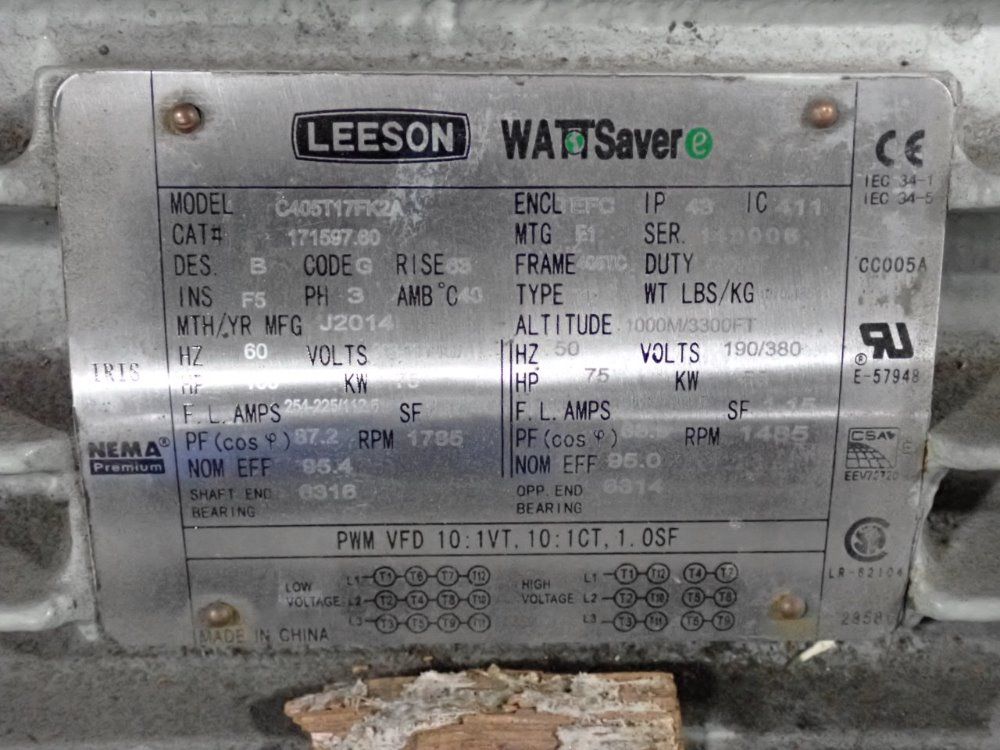 LEESON WATTSaver e
CE
IEC 34-1
IEC 34-5
MODEL C405T17FK2A
CAT# 171597.60
DES. B CODE G RISE
INS F5 PH 3 AMB°C 40
MTH/YR MFG J2014
HZ 60 VOLTS
HP KW
F.L. AMPS SF
PF (cos φ) 87.2 RPM 1785
NOM EFF 95.4
SHAFT END 6316
BEARING
ENCL TEFC IP 43 IC 411
MTG F1 SER.
FRAME 405TC DUTY
TYPE WT LBS/KG
ALTITUDE 1000M/3300FT
HZ 50 VOLTS 190/380
HP 75 KW
F.L. AMPS SF
PF (cos φ) RPM 1485
NOM EFF 95.0
OPP. END 6314
BEARING
CC005A
RU
®
E-57948
IRIS
NEMA®
Premium
CSA
EEV72720
LR-62104
PWM VFD 10:1VT, 10:1CT, 1.0SF
LOW
VOLTAGE
L1 T1 T6 T7 T12
L2 T2 T4 T8 T10
L3 T3 T5 T9 T11
HIGH
VOLTAGE
L1 T1 T12 T4 T7
L2 T2 T10 T5 T8
L3 T3 T11 T6 T9
MADE IN CHINA